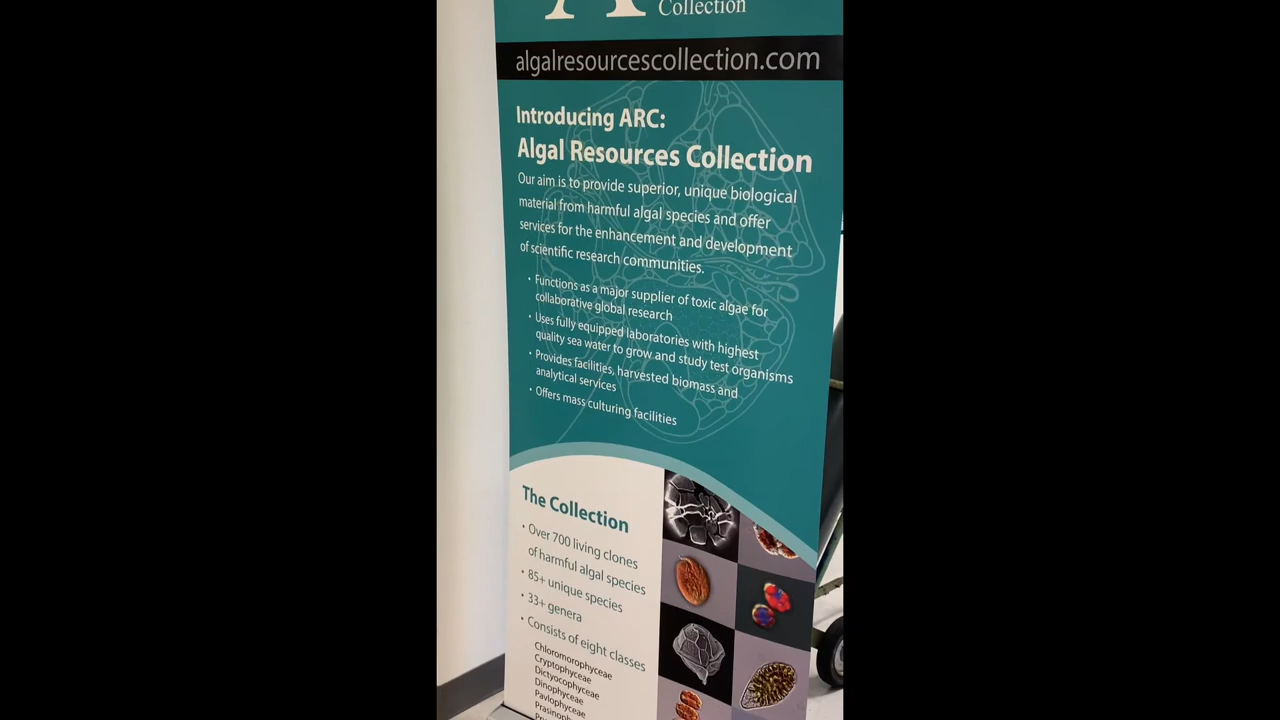 Collection
algalresourcescollection.com
Introducing ARC:
Algal Resources Collection
Our aim is to provide superior, unique biological
material from harmful algal species and offer
services for the enhancement and development
of scientific research communities.
• Functions as a major supplier of toxic algae for
collaborative global research
• Uses fully equipped laboratories with highest
quality sea water to grow and study test organisms
• Provides facilities, harvested biomass and
analytical services
• Offers mass culturing facilities
The Collection
• Over 700 living clones
of harmful algal species
• 85+ unique species
• 33+ genera
• Consists of eight classes
Chloromorophyceae
Cryptophyceae
Dictyocophyceae
Dinophyceae
Pavlophyceae